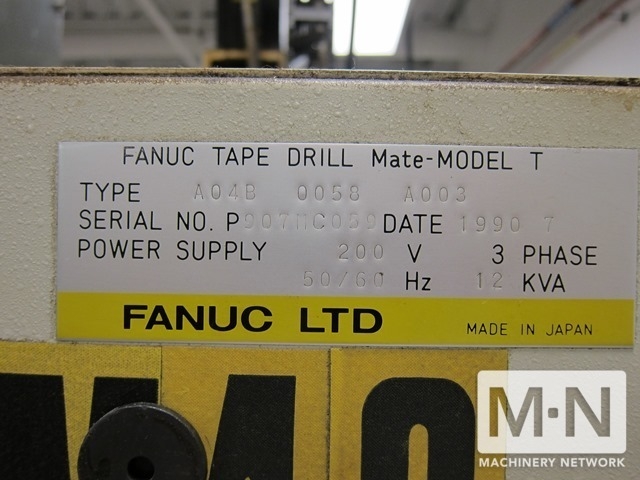 FANUC TAPE DRILL Mate-MODEL T
TYPE A04B 0058 A003
SERIAL NO. P907MC059 DATE 1990 7
POWER SUPPLY 200 V 3 PHASE
50/60 Hz 12 KVA
FANUC LTD MADE IN JAPAN
M·N
MACHINERY NETWORK